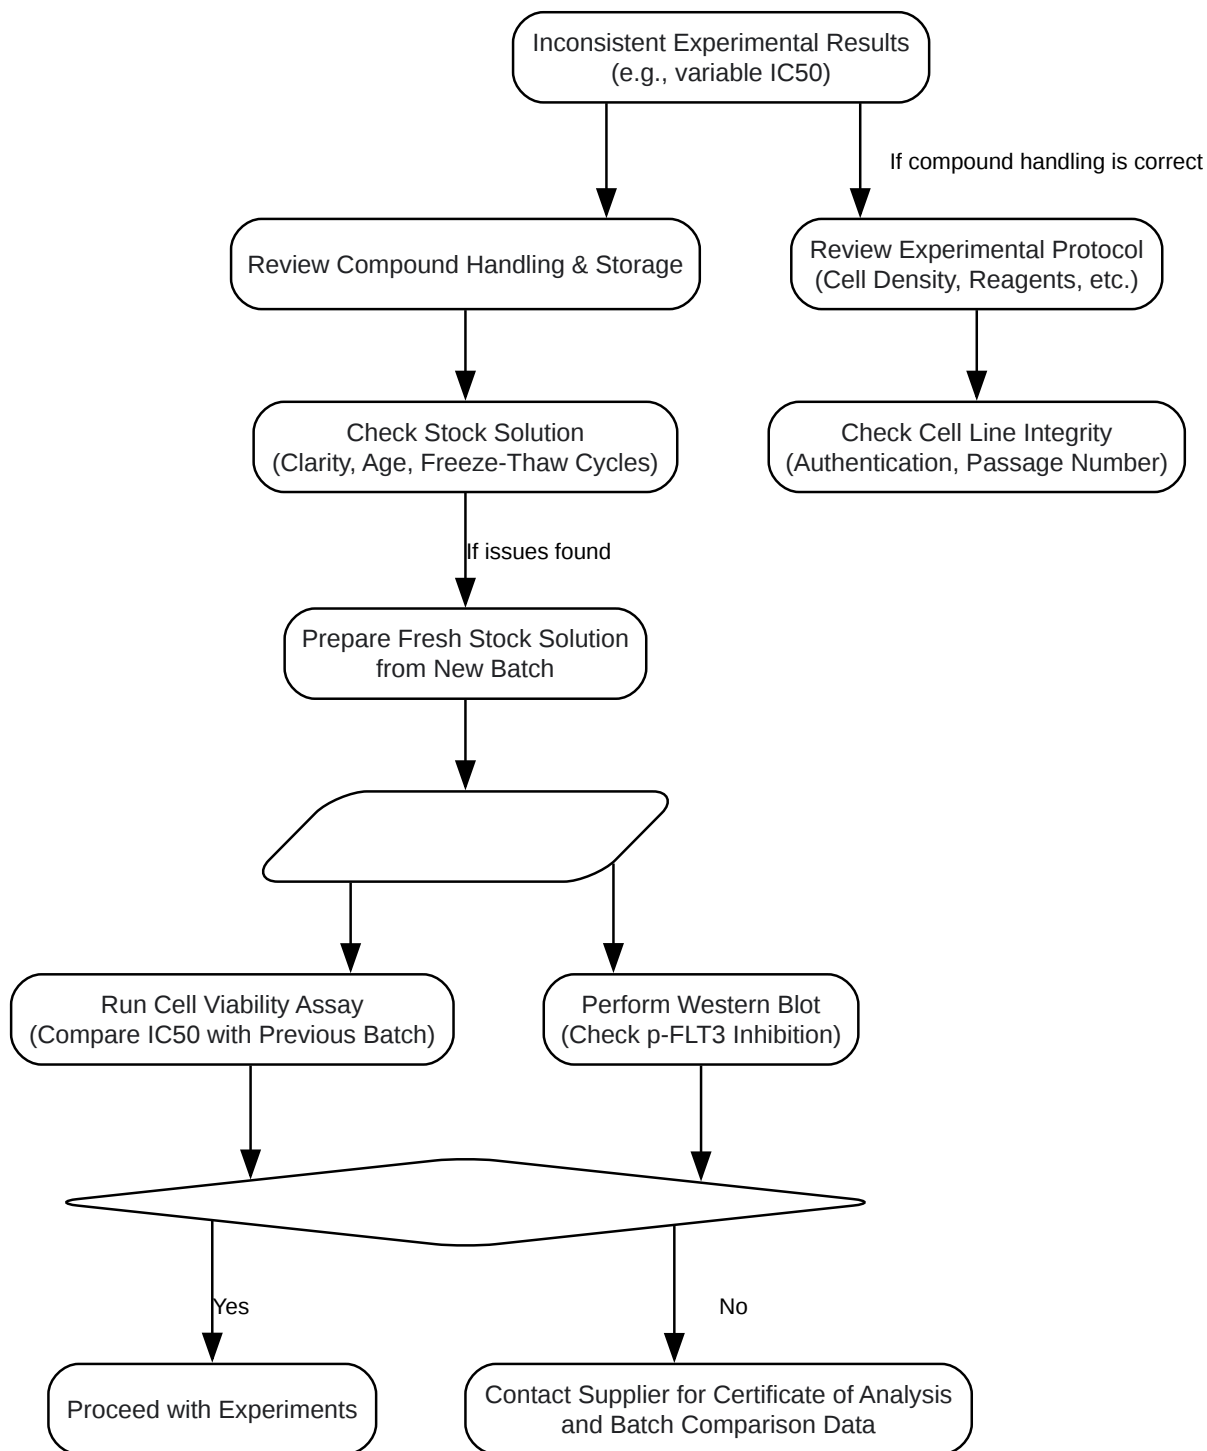 Inconsistent Experimental Results
(e.g., variable IC50)
If compound handling is correct
Review Compound Handling & Storage
Review Experimental Protocol
(Cell Density, Reagents, etc.)
Check Stock Solution
(Clarity, Age, Freeze-Thaw Cycles)
Check Cell Line Integrity
(Authentication, Passage Number)
If issues found
Prepare Fresh Stock Solution
from New Batch
Run Cell Viability Assay
(Compare IC50 with Previous Batch)
Perform Western Blot
(Check p-FLT3 Inhibition)
Yes
No
Proceed with Experiments
Contact Supplier for Certificate of Analysis
and Batch Comparison Data